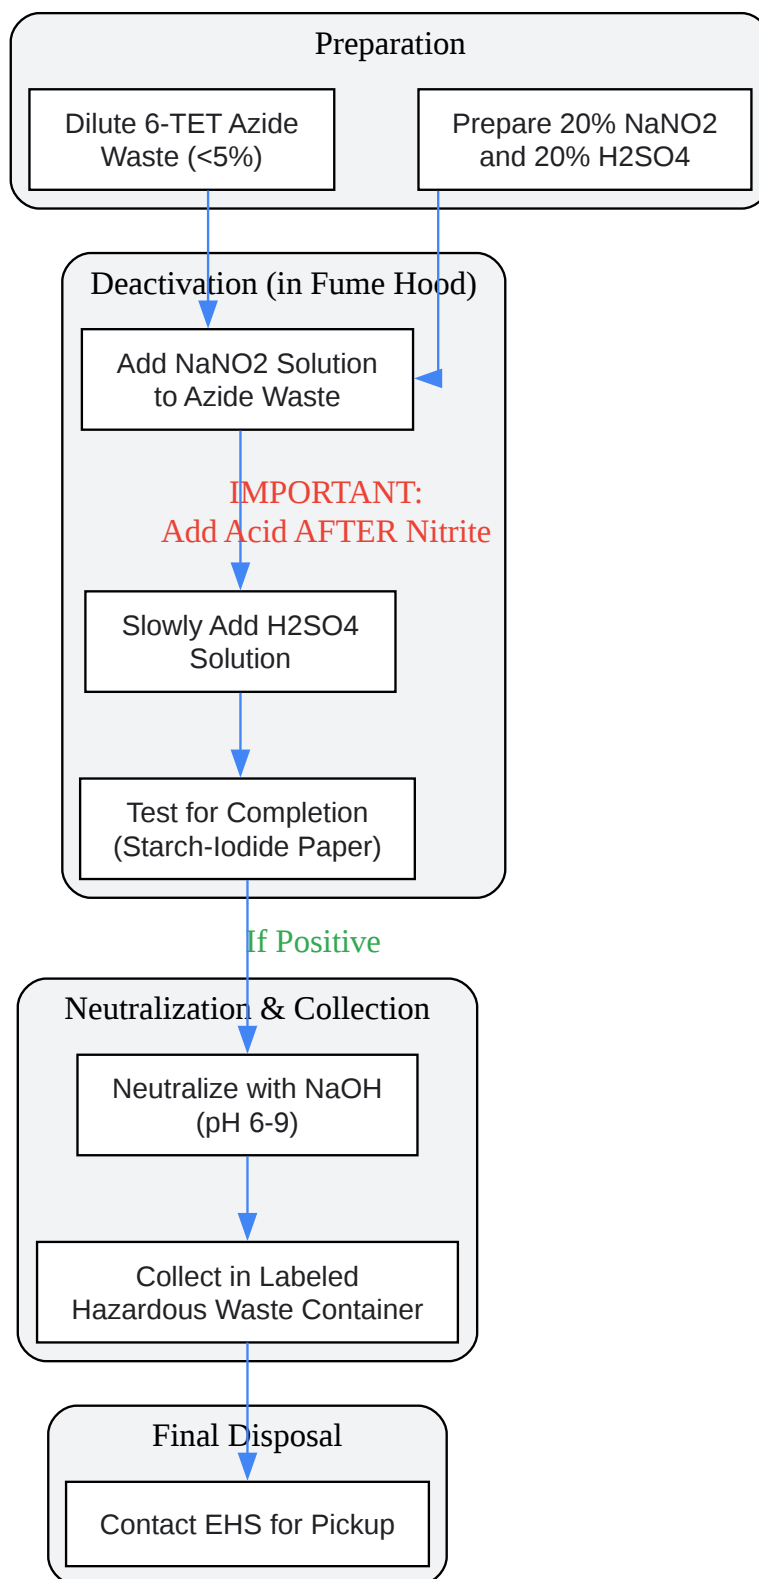 Preparation
Dilute 6-TET Azide
Waste (<5%)
Prepare 20% NaNO2
and 20% H2SO4
Deactivation (in Fume Hood)
Add NaNO2 Solution
to Azide Waste
IMPORTANT:
Add Acid AFTER Nitrite
Slowly Add H2SO4
Solution
Test for Completion
(Starch-Iodide Paper)
If Positive
Neutralization & Collection
Neutralize with NaOH
(pH 6-9)
Collect in Labeled
Hazardous Waste Container
Final Disposal
Contact EHS for Pickup